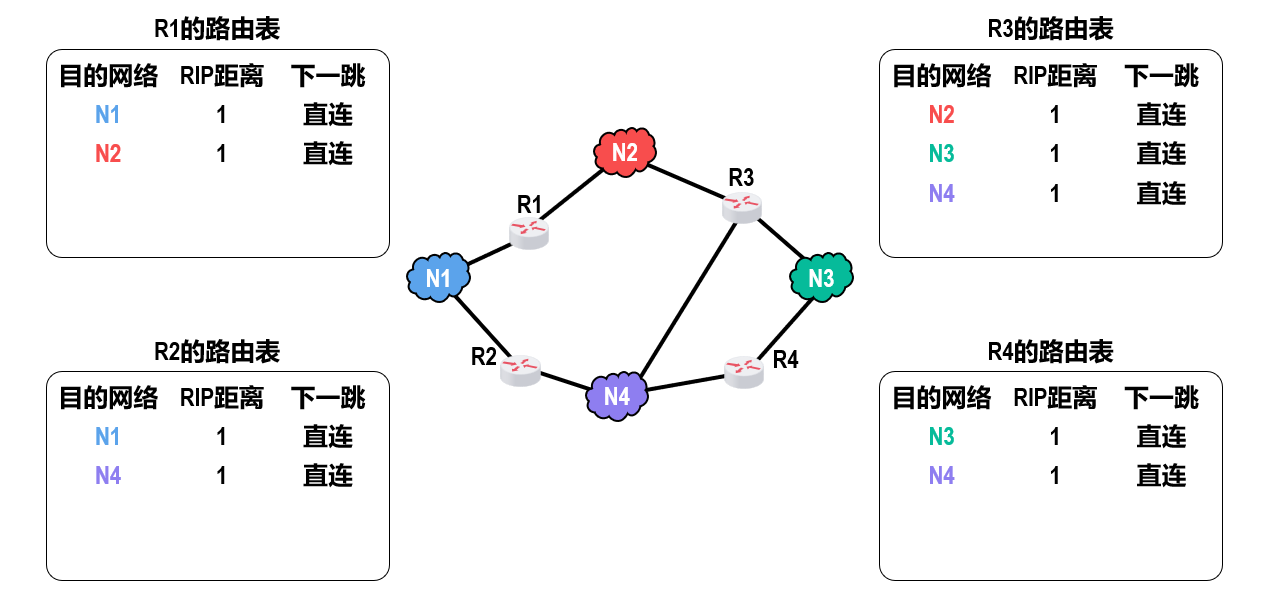 R1的路由表
目的网络 RIP距离 下一跳
N1 1 直连
N2 1 直连
R3的路由表
目的网络 RIP距离 下一跳
N2 1 直连
N3 1 直连
N4 1 直连
N2
R3
R1
N1
N3
R2
R4
N4
R2的路由表
目的网络 RIP距离 下一跳
N1 1 直连
N4 1 直连
R4的路由表
目的网络 RIP距离 下一跳
N3 1 直连
N4 1 直连